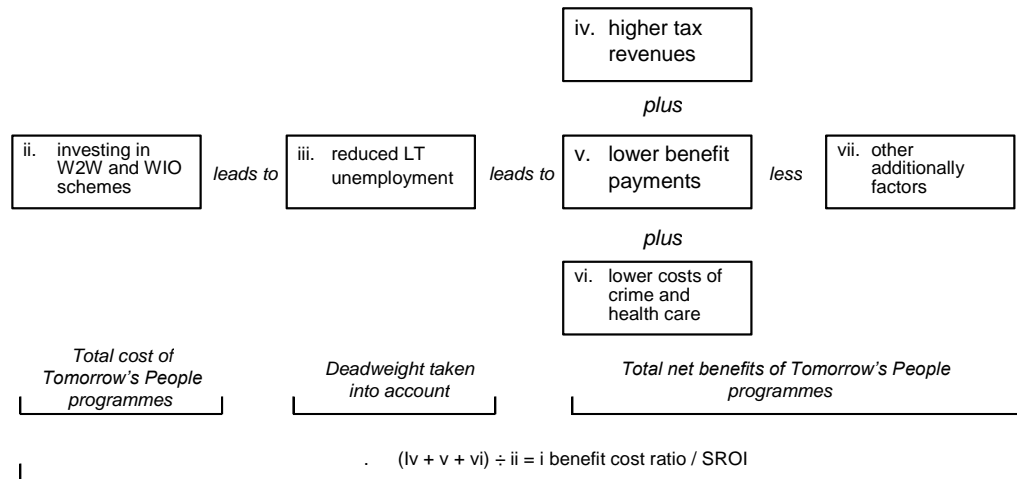 iv. higher tax
revenues
plus
ii. investing in
W2W and WIO
schemes
leads to
iii. reduced LT
unemployment
leads to
v. lower benefit
payments
less
vii. other
additionally
factors
plus
vi. lower costs of
crime and
health care
Total cost of
Tomorrow's People
programmes
Deadweight taken
into account
Total net benefits of Tomorrow's People
programmes
. (Iv + v + vi) ÷ ii = i benefit cost ratio / SROI